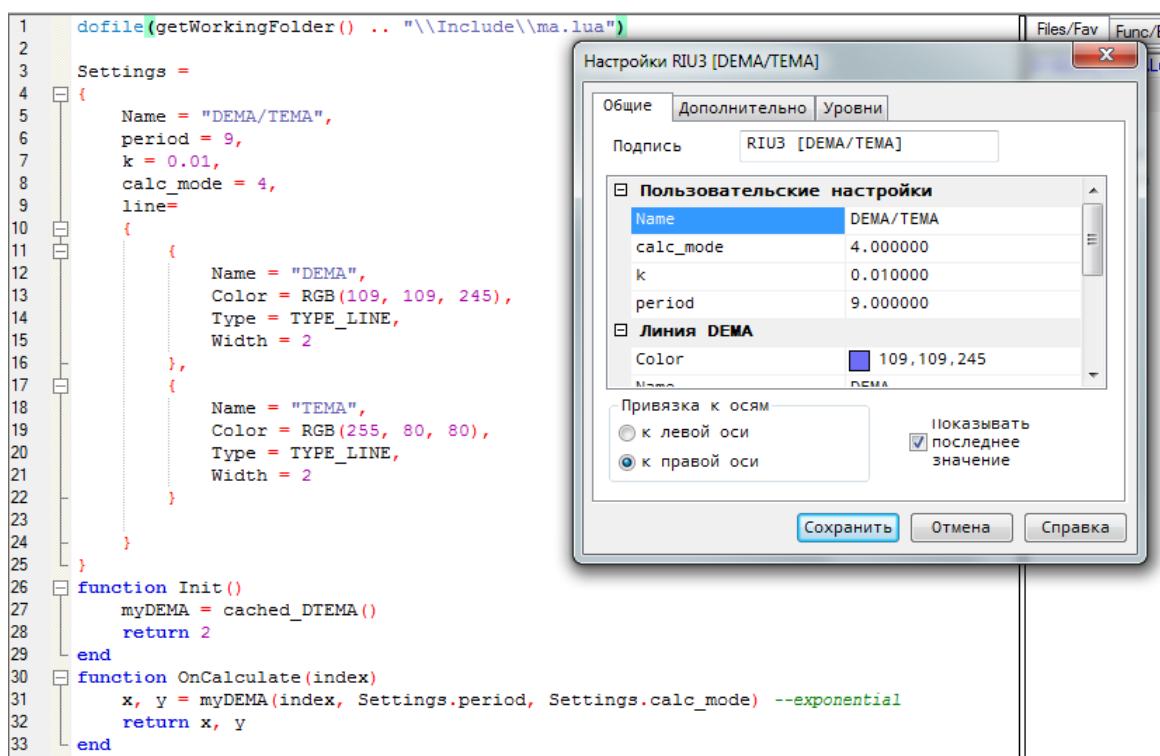 1 dofile(getWorkingFolder() .. "\\Include\\ma.lua")
2
3 Settings =
4 {
5 Name = "DEMA/TEMA",
6 period = 9,
7 k = 0.01,
8 calc_mode = 4,
9 line=
10 {
11 {
12 Name = "DEMA",
13 Color = RGB(109, 109, 245),
14 Type = TYPE_LINE,
15 Width = 2
16 },
17 {
18 Name = "TEMA",
19 Color = RGB(255, 80, 80),
20 Type = TYPE_LINE,
21 Width = 2
22 }
23
24 }
25 }
26 function Init()
27 myDEMA = cached_DTEMA()
28 return 2
29 end
30 function OnCalculate(index)
31 x, y = myDEMA(index, Settings.period, Settings.calc_mode) --exponential
32 return x, y
33 end
Files/Fav Func/
Настройки RIU3 [DEMA/TEMA]
Общие Дополнительно Уровни
Подпись RIU3 [DEMA/TEMA]
Пользовательские настройки
Name DEMA/TEMA
calc_mode 4.000000
k 0.010000
period 9.000000
Линия DEMA
Color 109,109,245
Name DEMA
Привязка к осям
к левой оси
к правой оси
Показывать
последнее
значение
Сохранить Отмена Справка